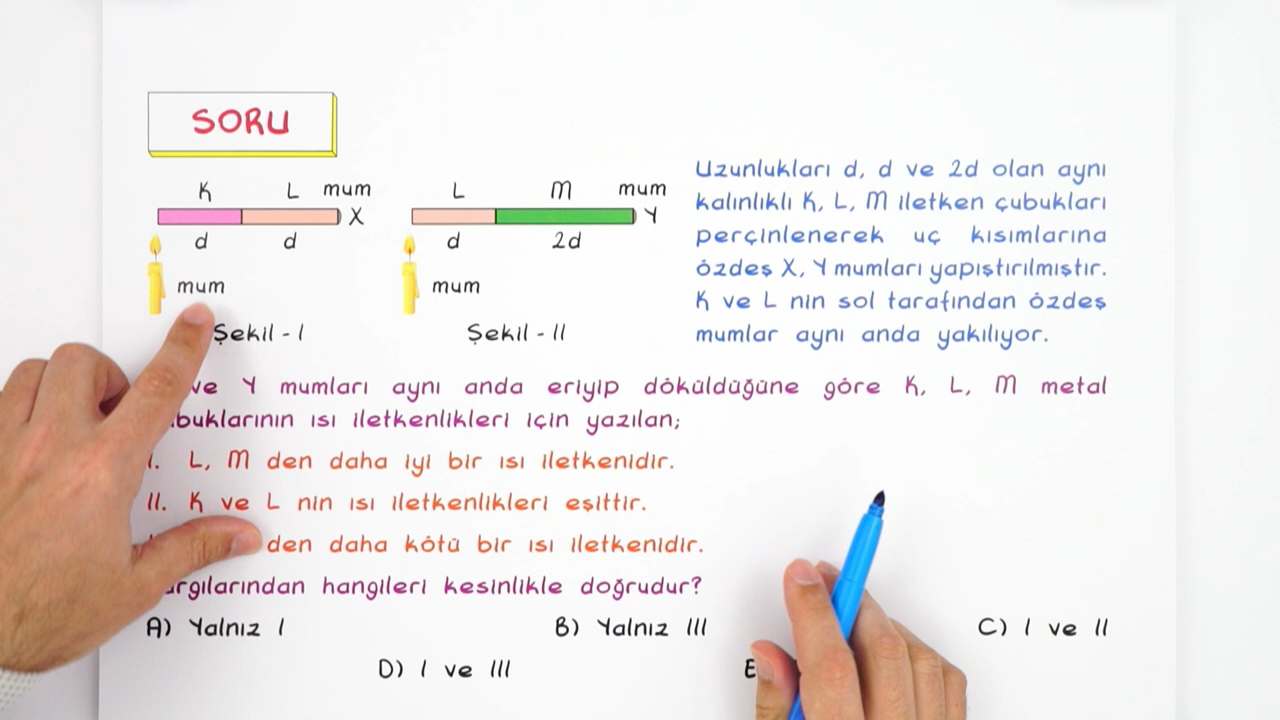 SORU
K L mum
X
d d
mum
Şekil - I
L M mum
Y
d 2d
mum
Şekil - II
Uzunlukları d, d ve 2d olan aynı
kalınlıklı K, L, M iletken çubukları
perçinlenerek uç kısımlarına
özdeş X, Y mumları yapıştırılmıştır.
K ve L nin sol tarafından özdeş
mumlar aynı anda yakılıyor.
ve Y mumları aynı anda eriyip döküldüğüne göre K, L, M metal
buklarının ısı iletkenlikleri için yazılan;
I. L, M den daha iyi bir ısı iletkenidir.
II. K ve L nin ısı iletkenlikleri eşittir.
den daha kötü bir ısı iletkenidir.
argılarından hangileri kesinlikle doğrudur?
A) Yalnız I B) Yalnız III C) I ve II
D) I ve III E